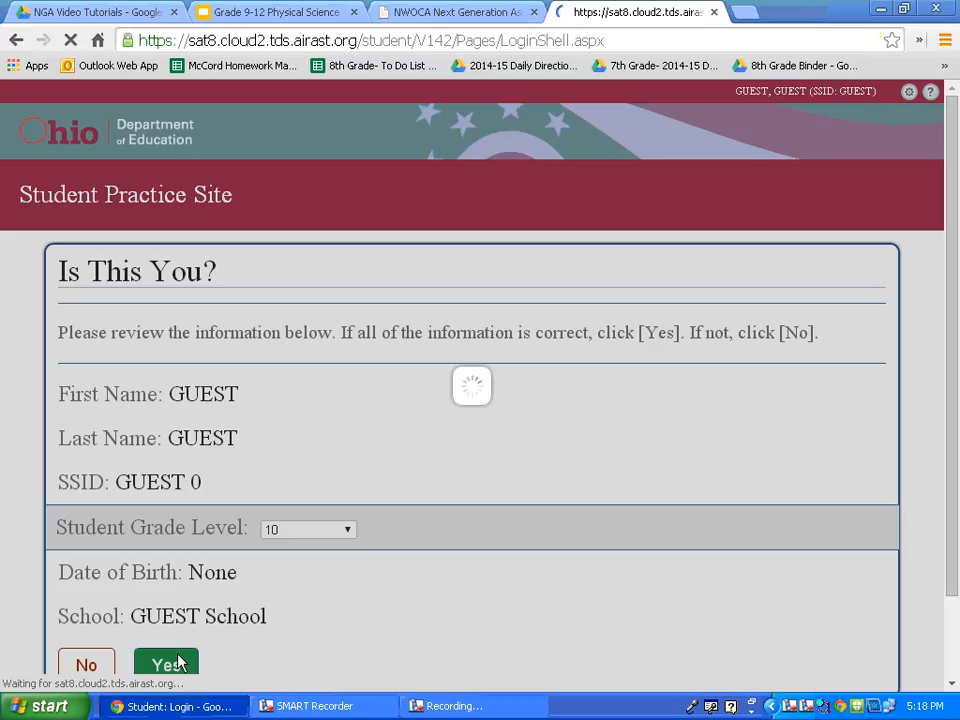 NGA Video Tutorials - Google
Grade 9-12 Physical Science
NWOCA Next Generation As
https://sat8.cloud2.tds.airas
https://sat8.cloud2.tds.airast.org/student/V142/Pages/LoginShell.aspx
Apps
Outlook Web App
McCord Homework Ma...
8th Grade- To Do List ...
2014-15 Daily Directio...
7th Grade- 2014-15 D...
8th Grade Binder - Go...
GUEST, GUEST (SSID: GUEST)
Ohio Department of Education
Student Practice Site
Is This You?
Please review the information below. If all of the information is correct, click [Yes]. If not, click [No].
First Name: GUEST
Last Name: GUEST
SSID: GUEST 0
Student Grade Level: 10
Date of Birth: None
School: GUEST School
No Yes
Waiting for sat8.cloud2.tds.airast.org...
start
Student: Login - Goo...
SMART Recorder
Recording...
5:18 PM